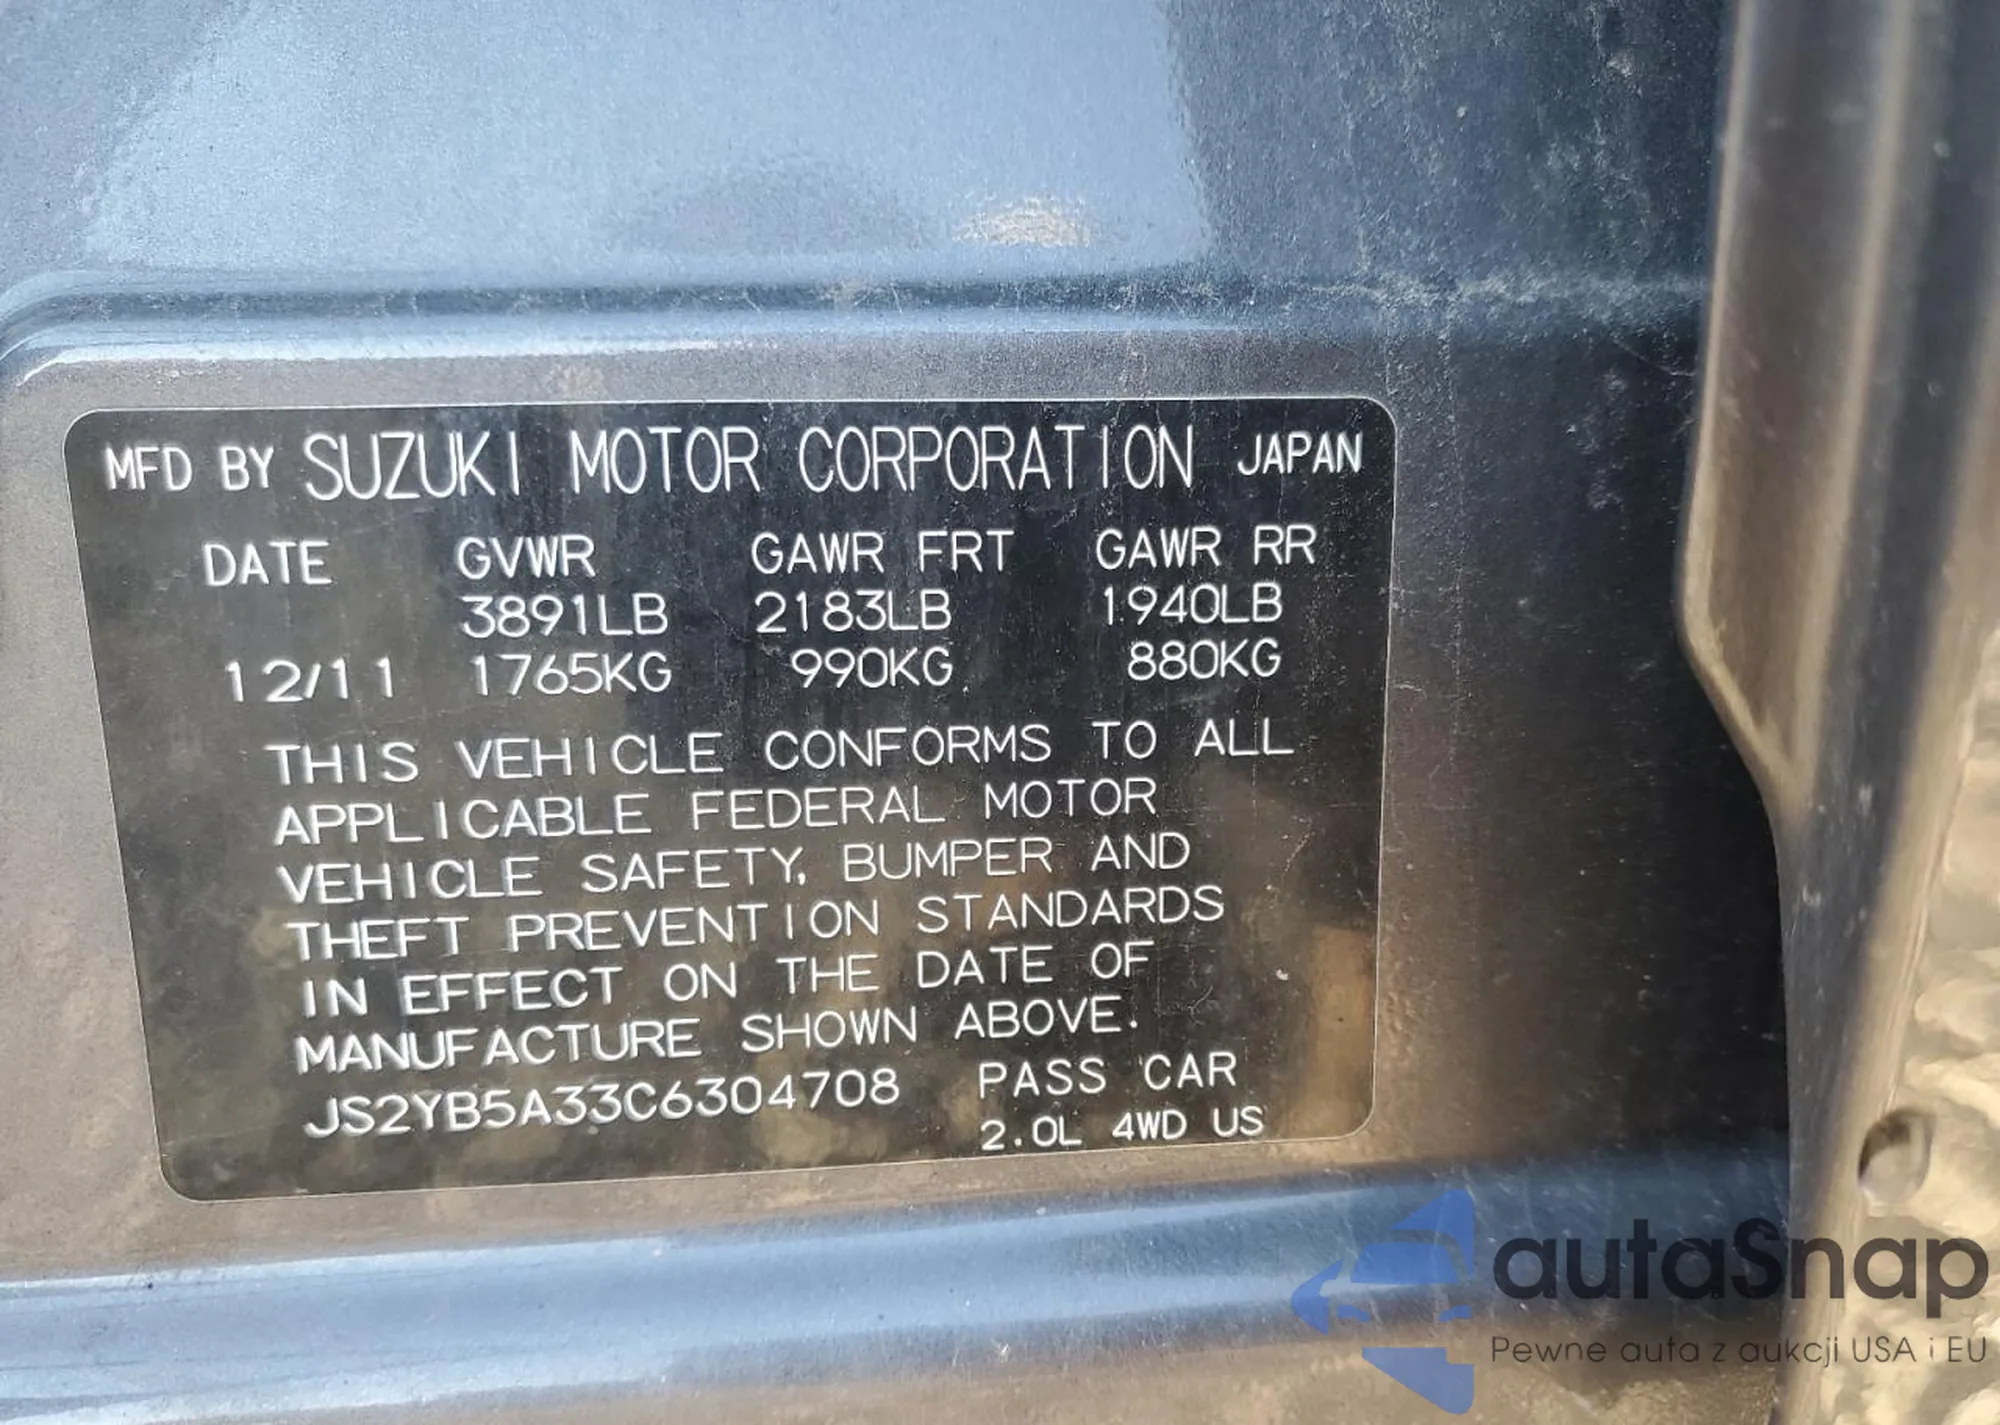 MFD BY SUZUKI MOTOR CORPORATION JAPAN
DATE GVWR GAWR FRT GAWR RR
3891LB 2183LB 1940LB
12/11 1765KG 990KG 880KG
THIS VEHICLE CONFORMS TO ALL
APPLICABLE FEDERAL MOTOR
VEHICLE SAFETY, BUMPER AND
THEFT PREVENTION STANDARDS
IN EFFECT ON THE DATE OF
MANUFACTURE SHOWN ABOVE.
JS2YB5A33C6304708 PASS CAR
2.0L 4WD US
autaSnap
Pewne auta z aukcji USA i EU